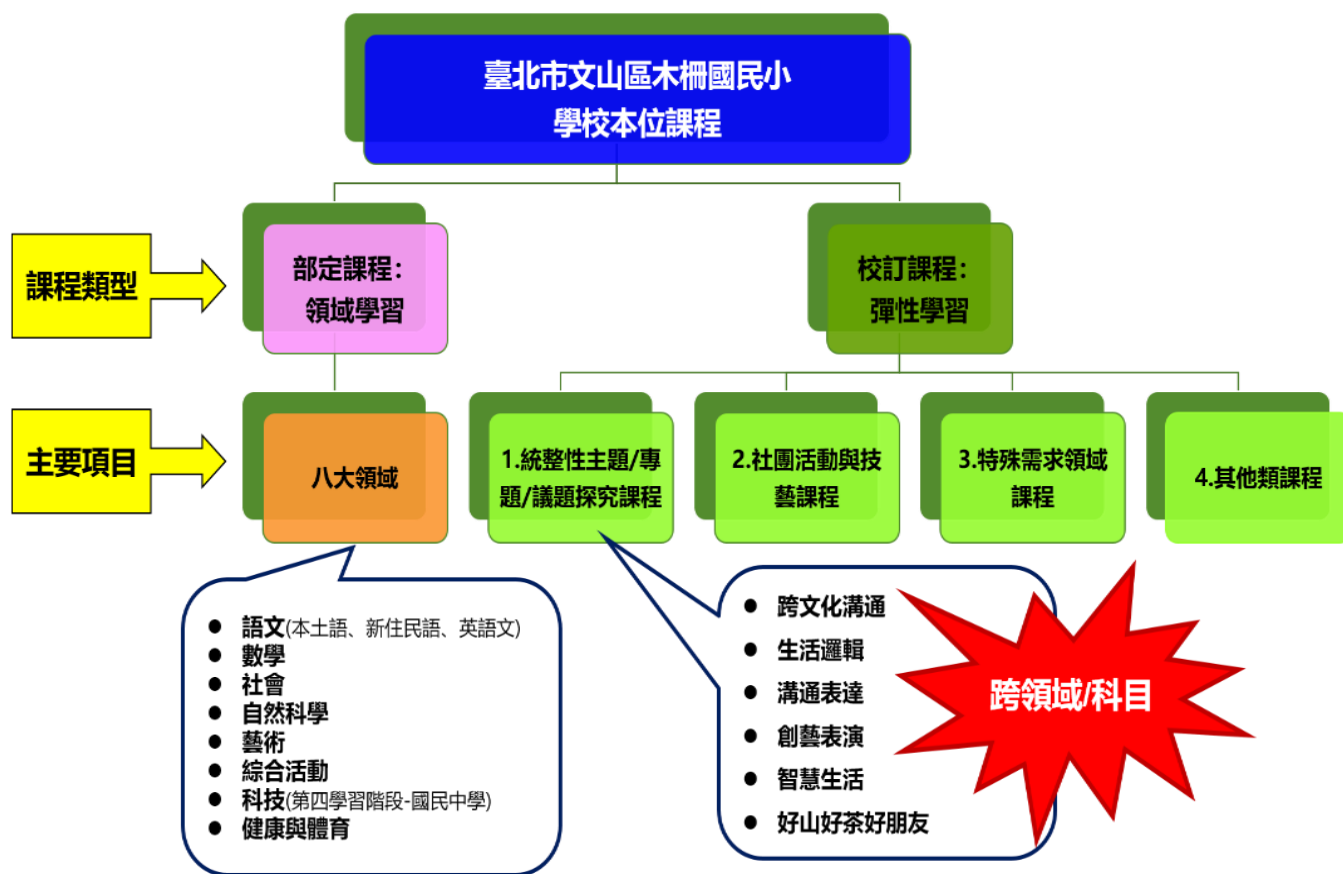 臺北市文山區木柵國民小
學校本位課程
課程類型
部定課程：
領域學習
校訂課程：
彈性學習
主要項目
八大領域
1.統整性主題/專
題/議題探究課程
2.社團活動與技
藝課程
3.特殊需求領域
課程
4.其他類課程
● 語文(本土語、新住民語、英語文)
● 數學
● 社會
● 自然科學
● 藝術
● 綜合活動
● 科技(第四學習階段-國民中學)
● 健康與體育
● 跨文化溝通
● 生活邏輯
● 溝通表達
● 創藝表演
● 智慧生活
● 好山好茶好朋友
跨領域/科目